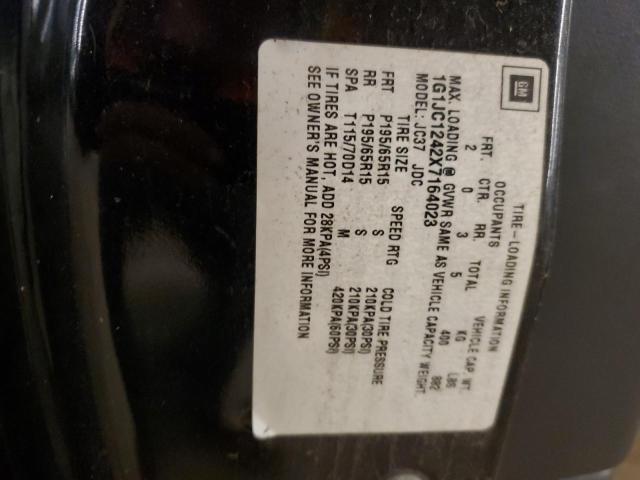 GM
TIRE-LOADING INFORMATION
OCCUPANTS VEHICLE CAP. WT.
FRT. CTR. RR. TOTAL KG LBS
2 0 3 5 400 882
MAX. LOADING @ GVWR SAME AS VEHICLE CAPACITY WEIGHT.
1G1JC1242X7164023
MODEL: JC37 JDC
TIRE SIZE SPEED RTG COLD TIRE PRESSURE
FRT P195/65R15 S 210KPA(30PSI)
RR P195/65R15 S 210KPA(30PSI)
SPA T115/70D14 M 420KPA(60PSI)
IF TIRES ARE HOT, ADD 28KPA(4PSI)
SEE OWNER'S MANUAL FOR MORE INFORMATION